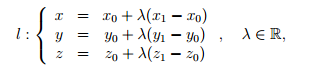 x = x₀ + λ(x₁ − x₀)
l : { y = y₀ + λ(y₁ − y₀) , λ ∈ ℝ,
z = z₀ + λ(z₁ − z₀)